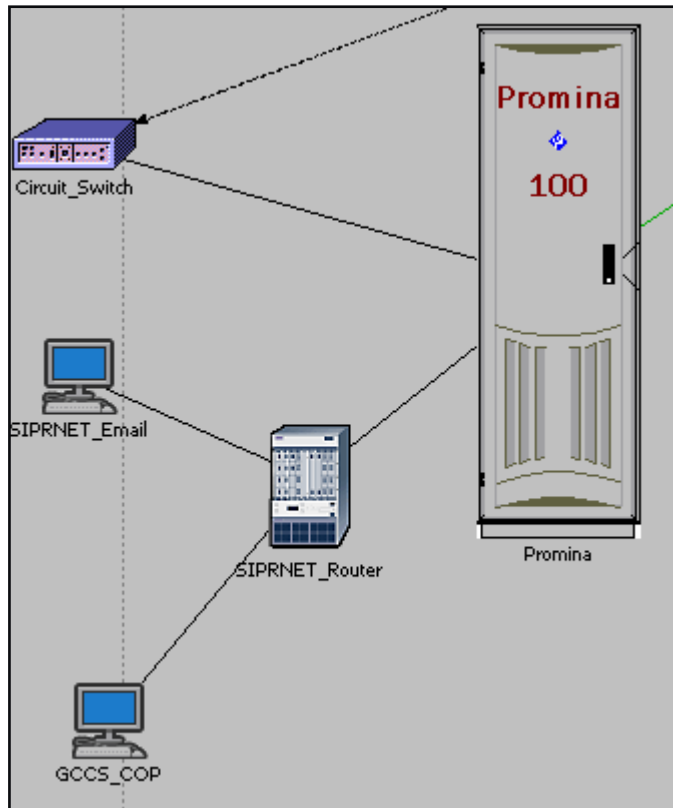 Promina
100
Circuit_Switch
SIPRNET_Email
SIPRNET_Router
Promina
GCCS_COP